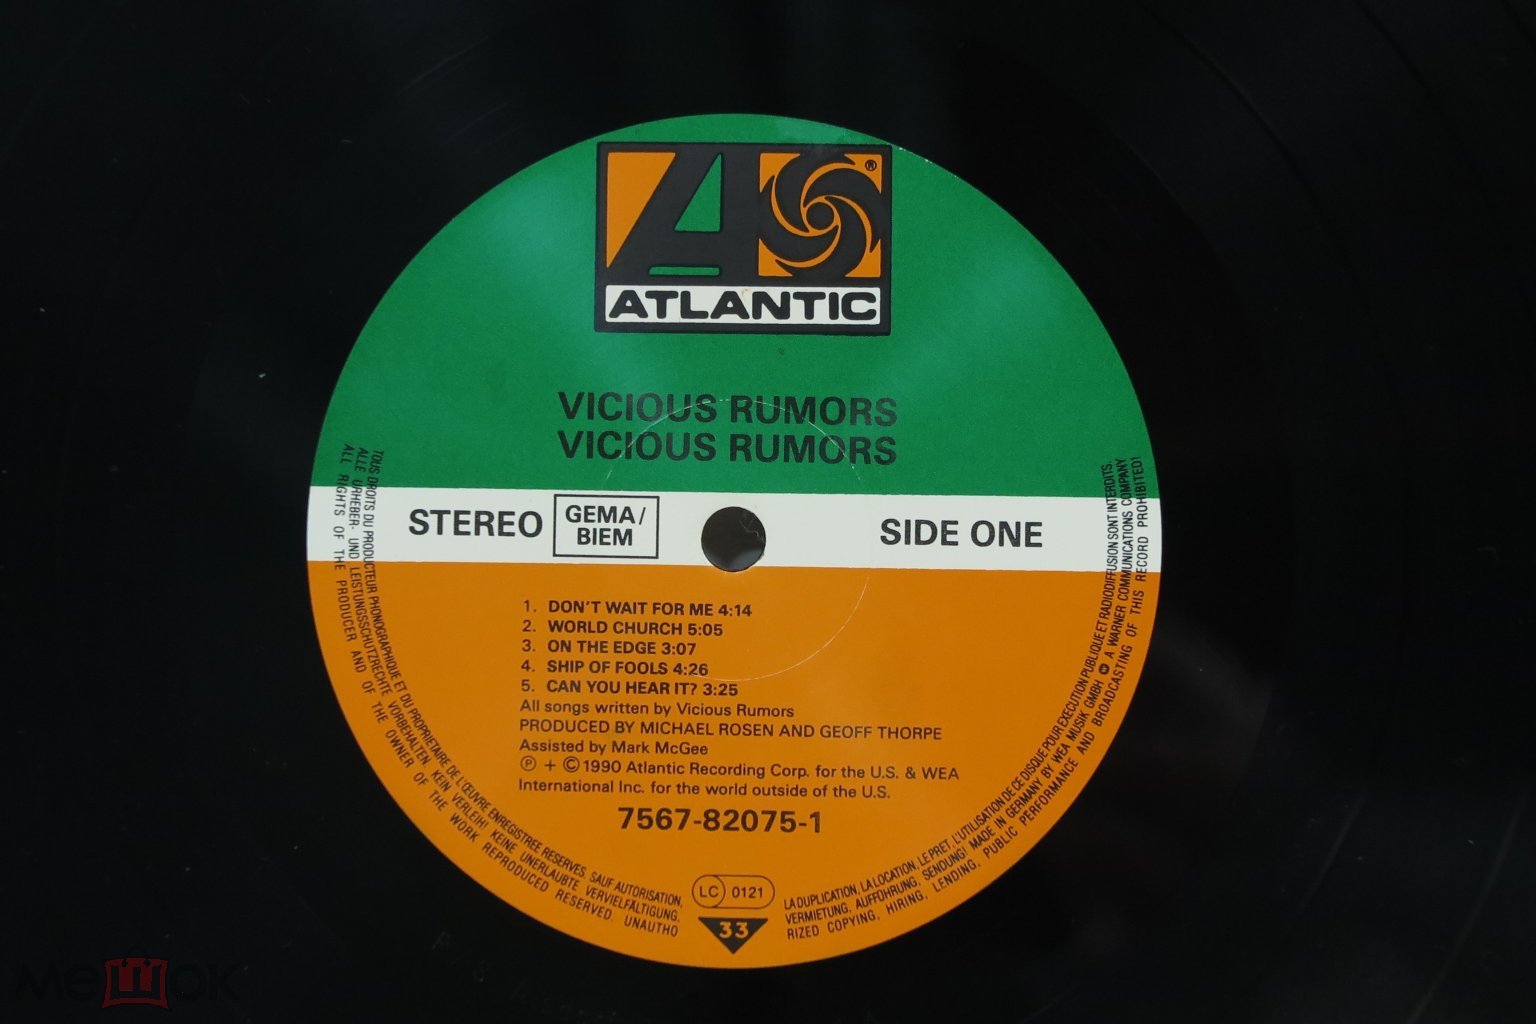 ®
ATLANTIC
VICIOUS RUMORS
VICIOUS RUMORS
STEREO
GEMA/
BIEM
SIDE ONE
1. DON'T WAIT FOR ME 4:14
2. WORLD CHURCH 5:05
3. ON THE EDGE 3:07
4. SHIP OF FOOLS 4:26
5. CAN YOU HEAR IT? 3:25
All songs written by Vicious Rumors
PRODUCED BY MICHAEL ROSEN AND GEOFF THORPE
Assisted by Mark McGee
℗ + © 1990 Atlantic Recording Corp. for the U.S. & WEA
International Inc. for the world outside of the U.S.
7567-82075-1
LC 0121
33
TOUS DROITS DU PRODUCTEUR PHONOGRAPHIQUE ET DU PROPRIETAIRE DE L'ŒUVRE ENREGISTREE RESERVES. SAUF AUTORISATION, LA DUPLICATION, LA LOCATION, LE PRET, L'UTILISATION DE CE DISQUE POUR EXECUTION PUBLIQUE ET RADIODIFFUSION SONT INTERDITS.
ALLE URHEBER- UND LEISTUNGSSCHUTZRECHTE VORBEHALTEN. KEIN VERLEIH! KEINE UNERLAUBTE VERVIELFÄLTIGUNG, VERMIETUNG, AUFFÜHRUNG, SENDUNG! MADE IN GERMANY BY WEA MUSIK GMBH A WARNER COMMUNICATIONS COMPANY
ALL RIGHTS OF THE PRODUCER AND OF THE OWNER OF THE WORK REPRODUCED RESERVED. UNAUTHORIZED COPYING, HIRING, LENDING, PUBLIC PERFORMANCE AND BROADCASTING OF THIS RECORD PROHIBITED!
мешок